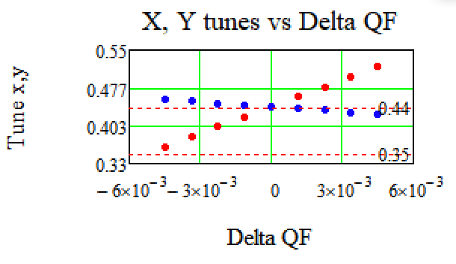 X, Y tunes vs Delta QF
Tune x,y
0.55
0.477
0.403
0.33
0.44
0.35
−6×10⁻³ −3×10⁻³ 0 3×10⁻³ 6×10⁻³
Delta QF